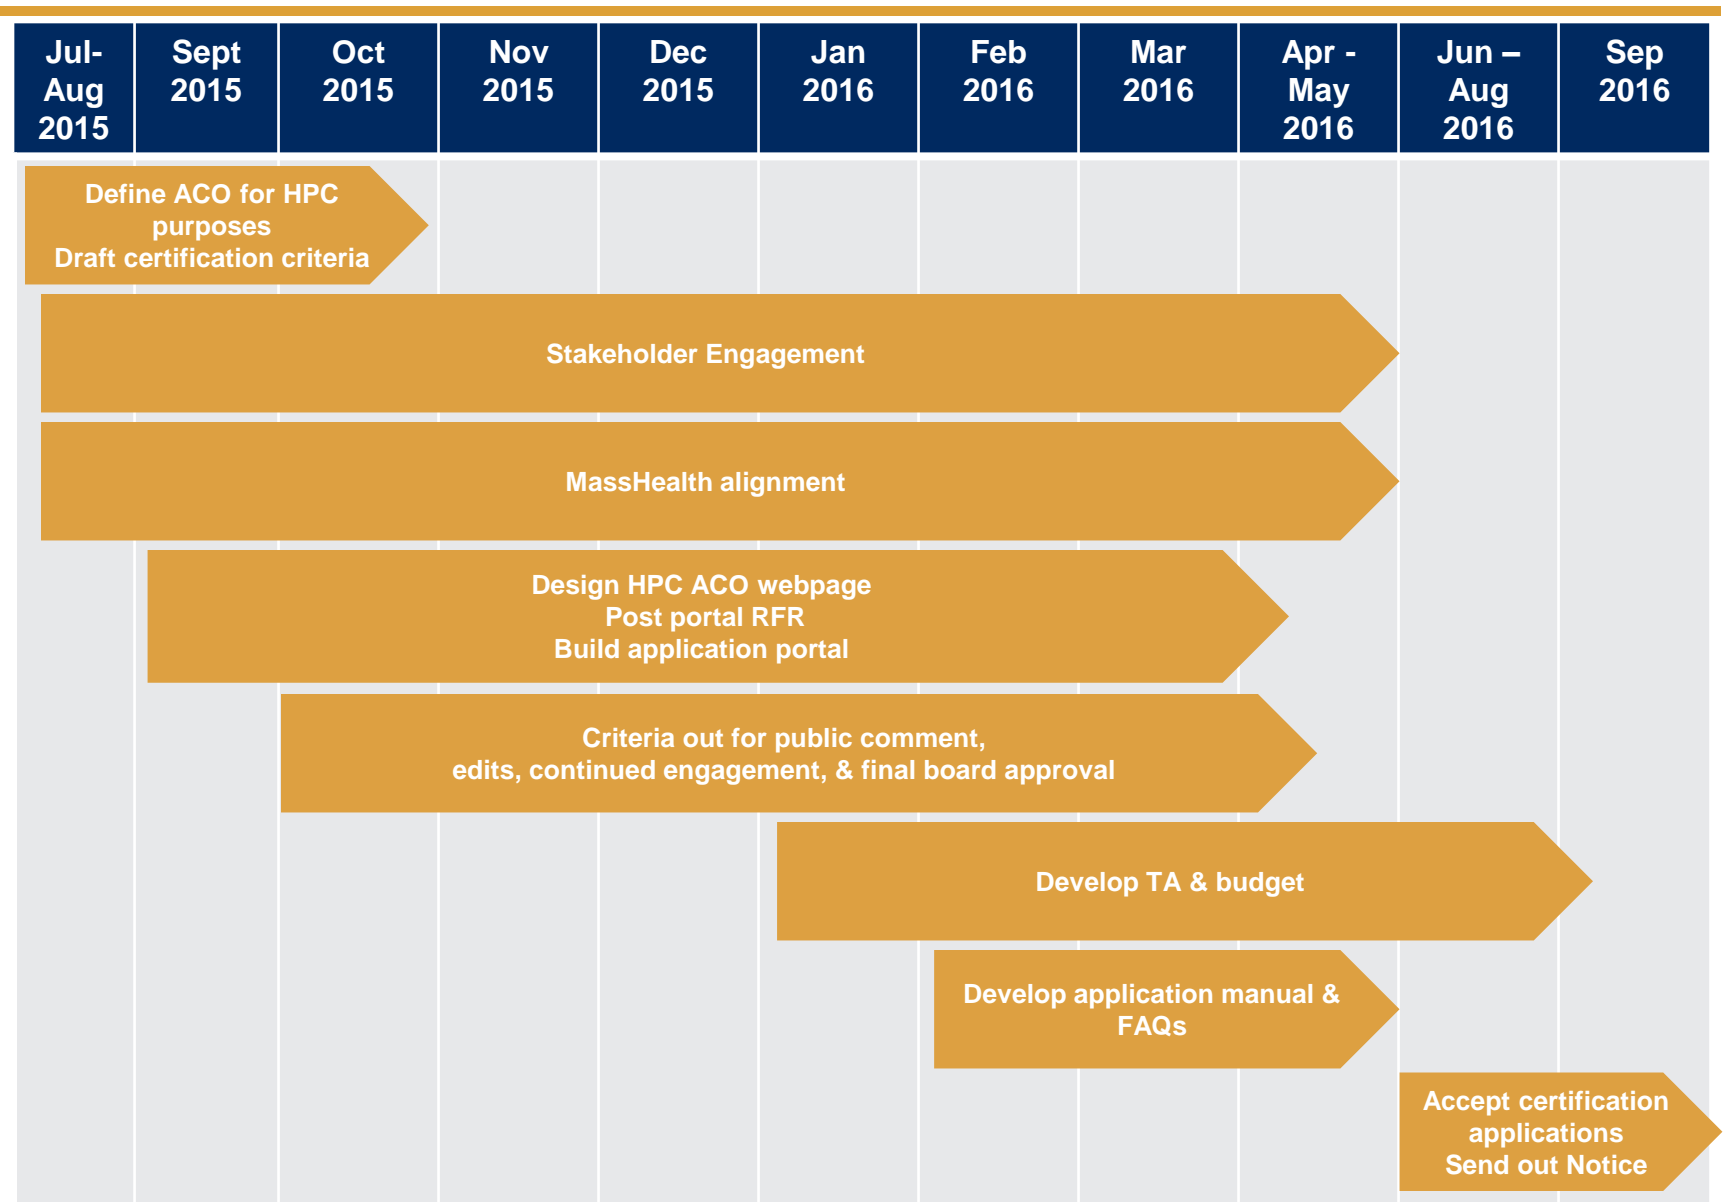 Jul-
Aug
2015
Sept
2015
Oct
2015
Nov
2015
Dec
2015
Jan
2016
Feb
2016
Mar
2016
Apr -
May
2016
Jun –
Aug
2016
Sep
2016
Define ACO for HPC
purposes
Draft certification criteria
Stakeholder Engagement
MassHealth alignment
Design HPC ACO webpage
Post portal RFR
Build application portal
Criteria out for public comment,
edits, continued engagement, & final board approval
Develop TA & budget
Develop application manual &
FAQs
Accept certification
applications
Send out Notice